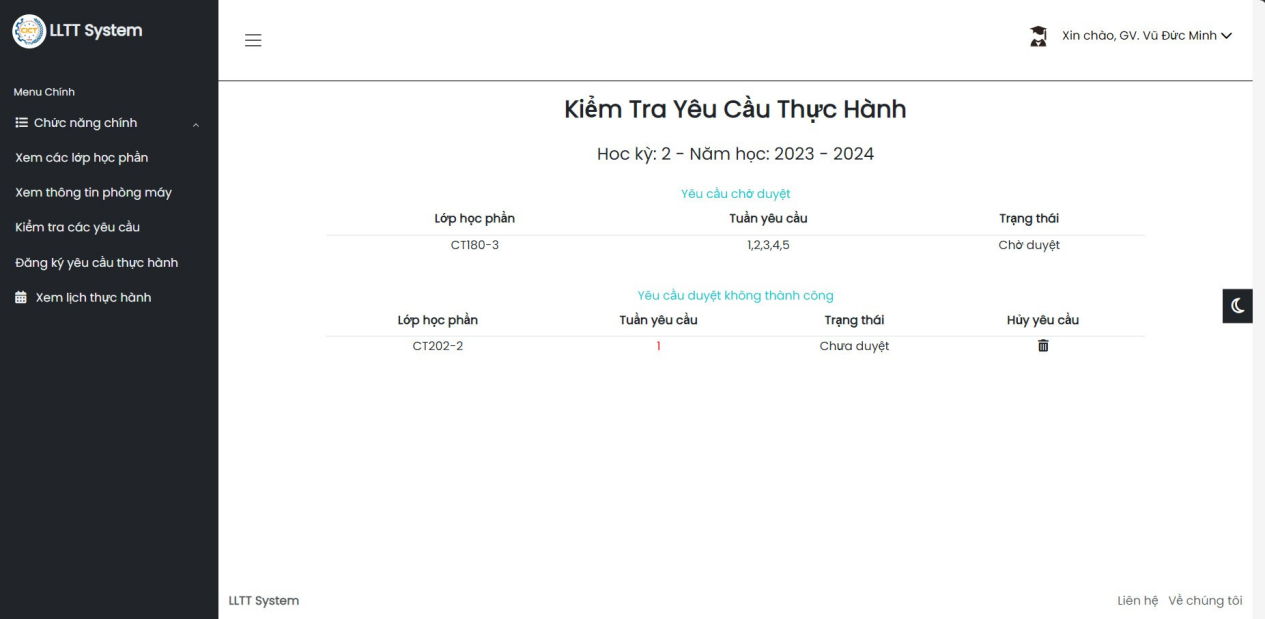 CICT LLTT System
Xin chào, GV. Vũ Đức Minh
Menu Chính
Chức năng chính
Xem các lớp học phần
Xem thông tin phòng máy
Kiểm tra các yêu cầu
Đăng ký yêu cầu thực hành
Xem lịch thực hành
Kiểm Tra Yêu Cầu Thực Hành
Hoc kỳ: 2 - Năm học: 2023 - 2024
Yêu cầu chờ duyệt
Lớp học phần Tuần yêu cầu Trạng thái
CT180-3 1,2,3,4,5 Chờ duyệt
Yêu cầu duyệt không thành công
Lớp học phần Tuần yêu cầu Trạng thái Hủy yêu cầu
CT202-2 1 Chưa duyệt
LLTT System Liên hệ Về chúng tôi